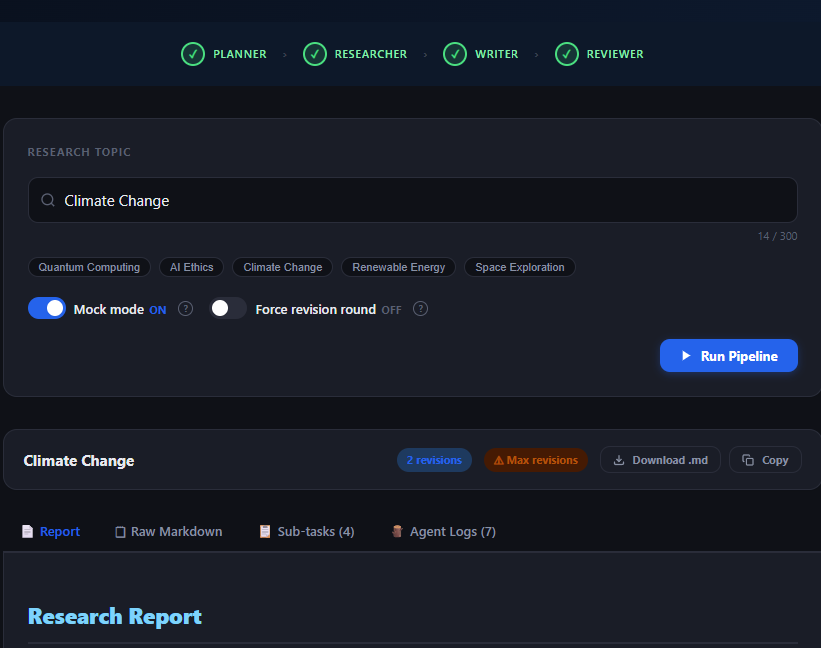 PLANNER › RESEARCHER › WRITER › REVIEWER
RESEARCH TOPIC
Climate Change
14 / 300
Quantum Computing AI Ethics Climate Change Renewable Energy Space Exploration
Mock mode ON ? Force revision round OFF ?
Run Pipeline
Climate Change 2 revisions ⚠ Max revisions Download .md Copy
Report Raw Markdown Sub-tasks (4) Agent Logs (7)
Research Report